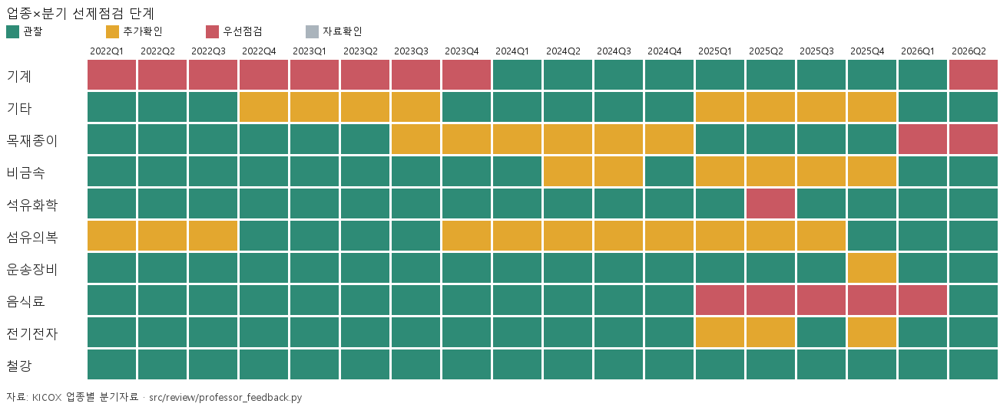 업종×분기 선제점검 단계
관찰 추가확인 우선점검 자료확인
2022Q1 2022Q2 2022Q3 2022Q4 2023Q1 2023Q2 2023Q3 2023Q4 2024Q1 2024Q2 2024Q3 2024Q4 2025Q1 2025Q2 2025Q3 2025Q4 2026Q1 2026Q2
기계
기타
목재종이
비금속
석유화학
섬유의복
운송장비
음식료
전기전자
철강
자료: KICOX 업종별 분기자료 · src/review/professor_feedback.py